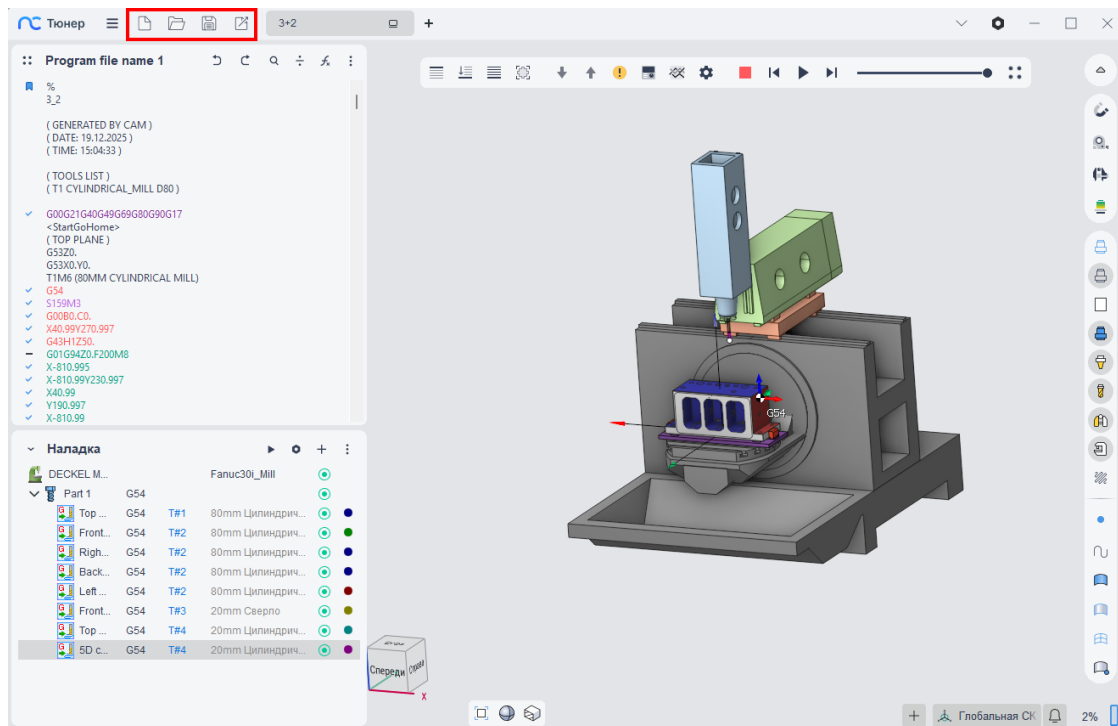 Тюнер
3+2
Program file name 1
%
3_2
( GENERATED BY CAM )
( DATE: 19.12.2025 )
( TIME: 15:04:33 )
( TOOLS LIST )
( T1 CYLINDRICAL_MILL D80 )
G00G21G40G49G69G80G90G17
<StartGoHome>
( TOP PLANE )
G53Z0.
G53X0.Y0.
T1M6 (80MM CYLINDRICAL MILL)
G54
S159M3
G00B0.C0.
X40.99Y270.997
G43H1Z50.
G01G94Z0.F200M8
X-810.995
X-810.99Y230.997
X40.99
Y190.997
X-810.99
Наладка
DECKEL M... Fanuc30i_Mill
Part 1 G54
Top ... G54 T#1 80mm Цилиндрич...
Front... G54 T#2 80mm Цилиндрич...
Righ... G54 T#2 80mm Цилиндрич...
Back... G54 T#2 80mm Цилиндрич...
Left ... G54 T#2 80mm Цилиндрич...
Front... G54 T#3 20mm Сверло
Top ... G54 T#4 20mm Цилиндрич...
5D c... G54 T#4 20mm Цилиндрич...
G54
Спереди
Справа
X
Глобальная СК
2%